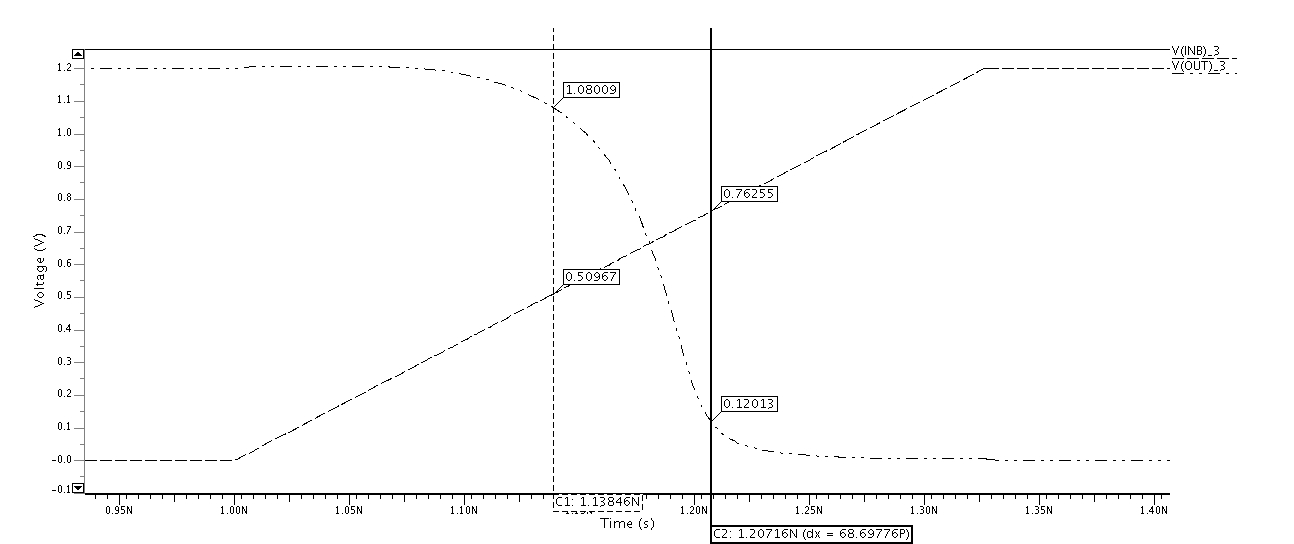 V(INB)_3
V(OUT)_3
1.2
1.1
1.0
0.9
0.8
0.7
0.6
0.5
0.4
0.3
0.2
0.1
-0.0
-0.1
Voltage (V)
1.08009
0.76255
0.50967
0.12013
0.95N
1.00N
1.05N
1.10N
1.20N
1.25N
1.30N
1.35N
1.40N
C1: 1.13846N
Time (s)
C2: 1.20716N (dx = 68.69776P)